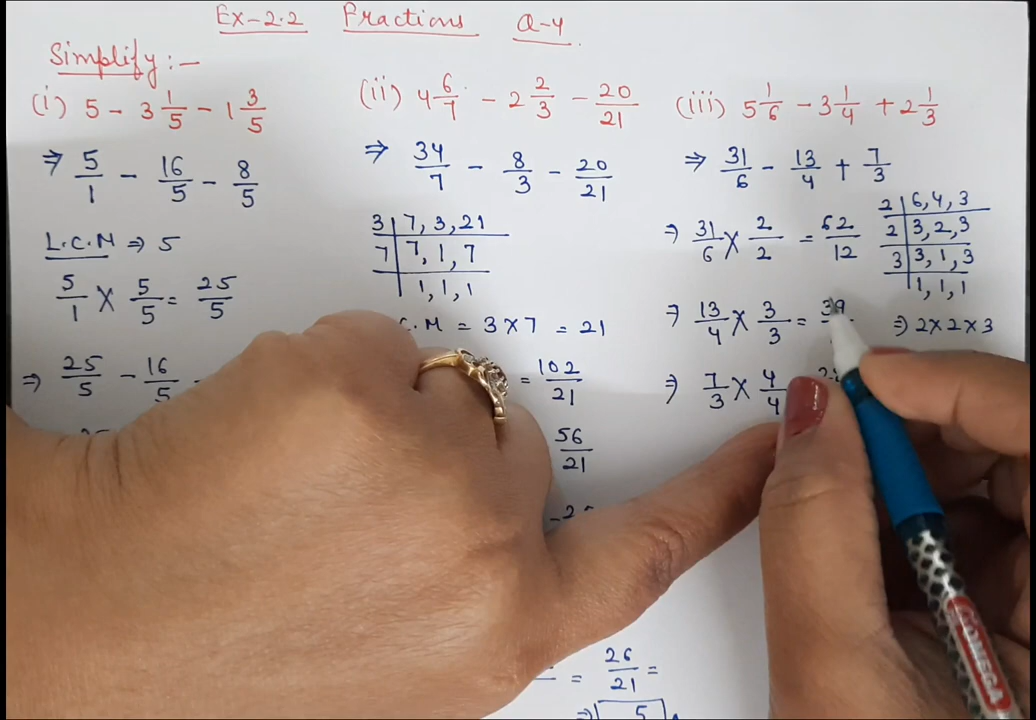 Ex-2.2 Fractions Q-4
Simplify:-
(i) 5 - 3 1/5 - 1 3/5
⇒ 5/1 - 16/5 - 8/5
L.C.M ⇒ 5
5/1 X 5/5 = 25/5
⇒ 25/5 - 16/5 -
(ii) 4 6/7 - 2 2/3 - 20/21
⇒ 34/7 - 8/3 - 20/21
3 | 7, 3, 21
7 | 7, 1, 7
| 1, 1, 1
.M = 3 X 7 = 21
= 102/21
56/21
= 26/21 =
⇒ 5
(iii) 5 1/6 - 3 1/4 + 2 1/3
⇒ 31/6 - 13/4 + 7/3
⇒ 31/6 X 2/2 = 62/12
2 | 6, 4, 3
2 | 3, 2, 3
3 | 3, 1, 3
| 1, 1, 1
⇒ 2 X 2 X 3
⇒ 13/4 X 3/3 = 39
⇒ 7/3 X 4/4